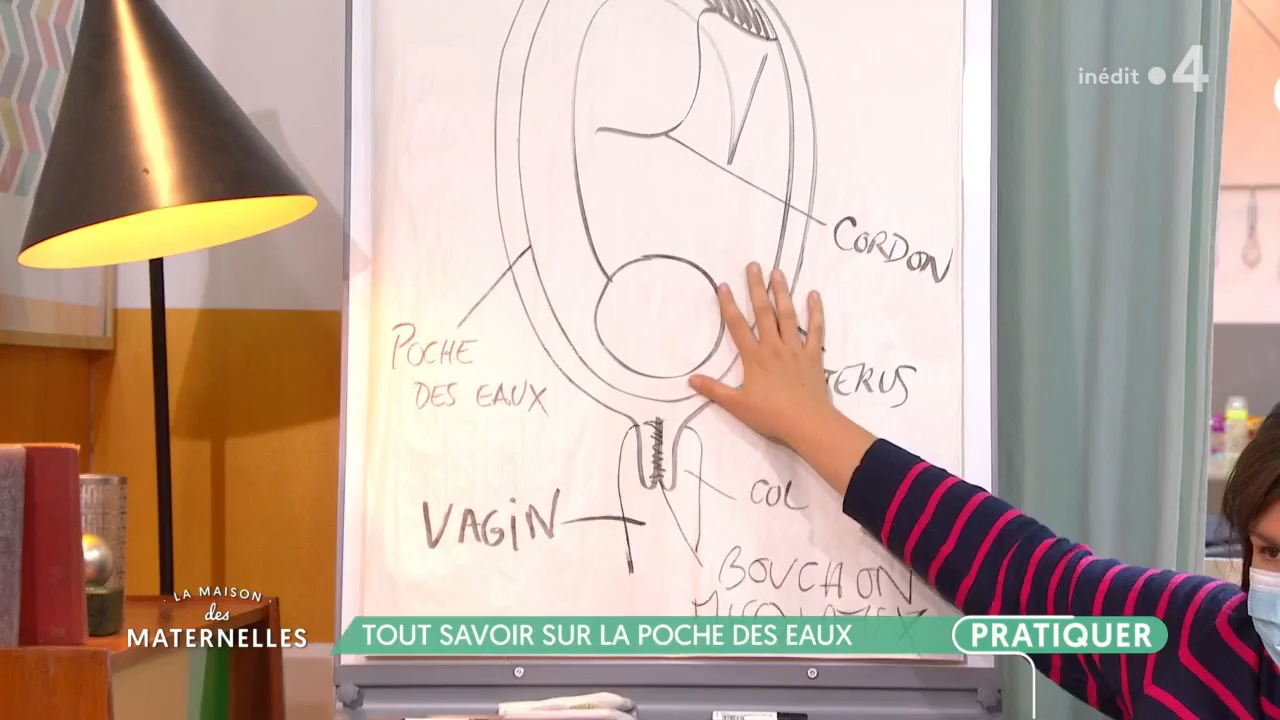 inédit 4
CORDON
POCHE
DES EAUX
TERUS
COL
VAGIN
BOUCHON
LA MAISON
des
MATERNELLES
TOUT SAVOIR SUR LA POCHE DES EAUX
PRATIQUER